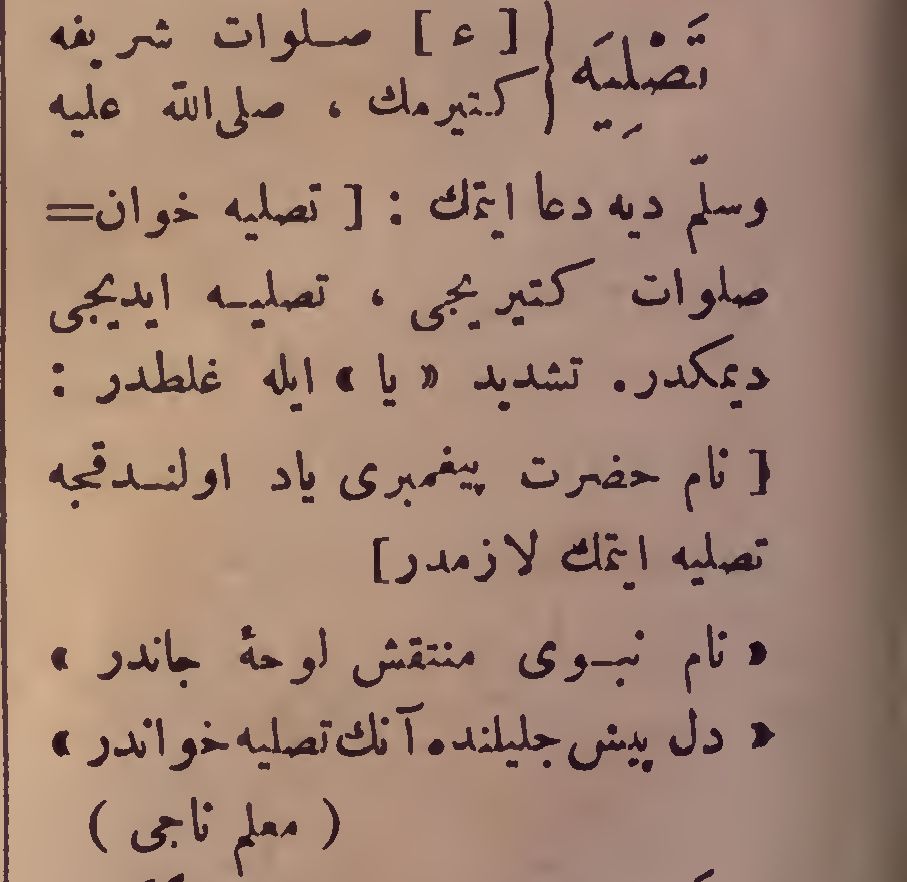 تَصْلِيَه { [ ء ] صلوات شريفه
كتيرمك ، صلى الله عليه
وسلّم ديه دعا ايتمك : [ تصليه خوان=
صلوات كتيريجى ، تصليه ايديجى
ديمكدر. تشديد « يا » ايله غلطدر :
[ نام حضرت پيغمبرى ياد اولندقجه
تصليه ايتمك لازمدر]
« نام نبوى منتقش لوحهٔ جاندر »
« دل پيش جليلنده آنك تصليه خواندر »
( معلم ناجى )